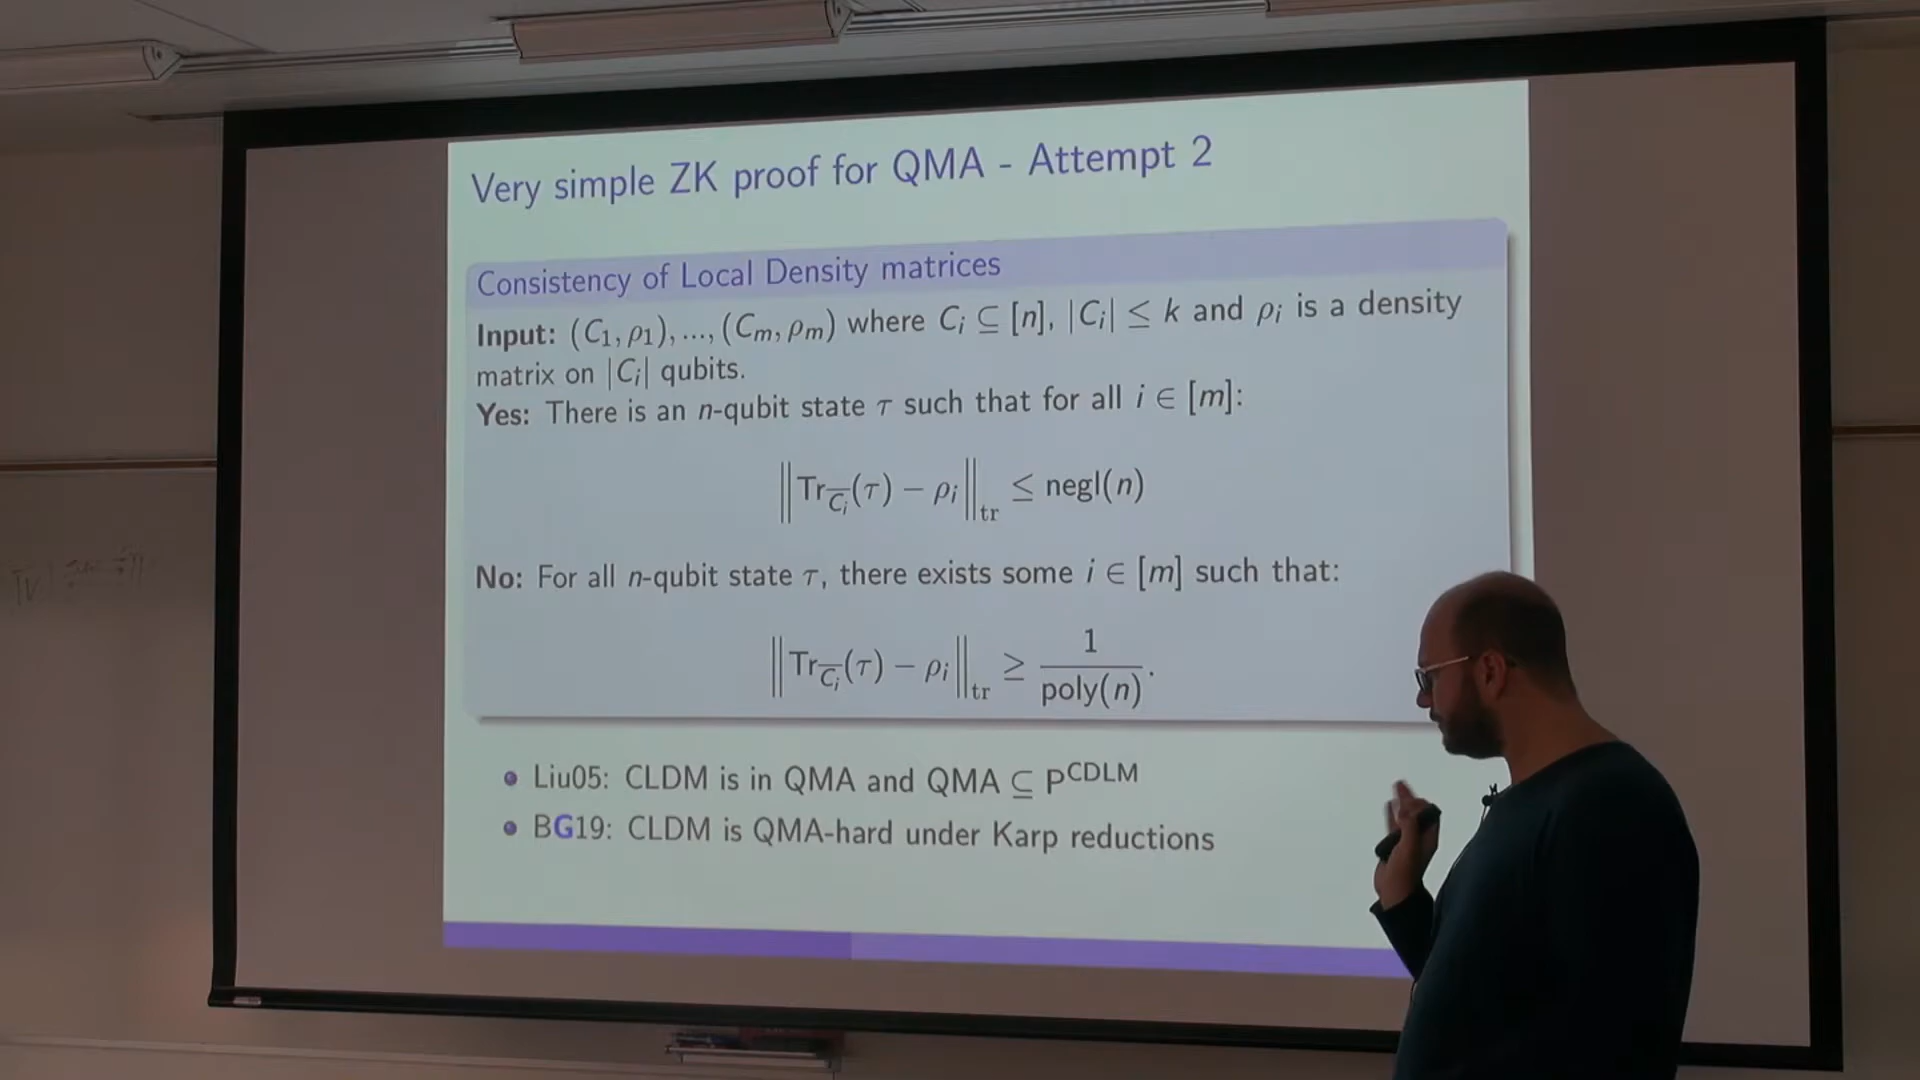 Very simple ZK proof for QMA - Attempt 2
Consistency of Local Density matrices
Input: (C₁, ρ₁), ..., (Cₘ, ρₘ) where Cᵢ ⊆ [n], |Cᵢ| ≤ k and ρᵢ is a density
matrix on |Cᵢ| qubits.
Yes: There is an n-qubit state τ such that for all i ∈ [m]:
‖Tr_{\overline{C_i}}(τ) − ρᵢ‖_tr ≤ negl(n)
No: For all n-qubit state τ, there exists some i ∈ [m] such that:
‖Tr_{\overline{C_i}}(τ) − ρᵢ‖_tr ≥ 1/poly(n).
• Liu05: CLDM is in QMA and QMA ⊆ P^CDLM
• BG19: CLDM is QMA-hard under Karp reductions